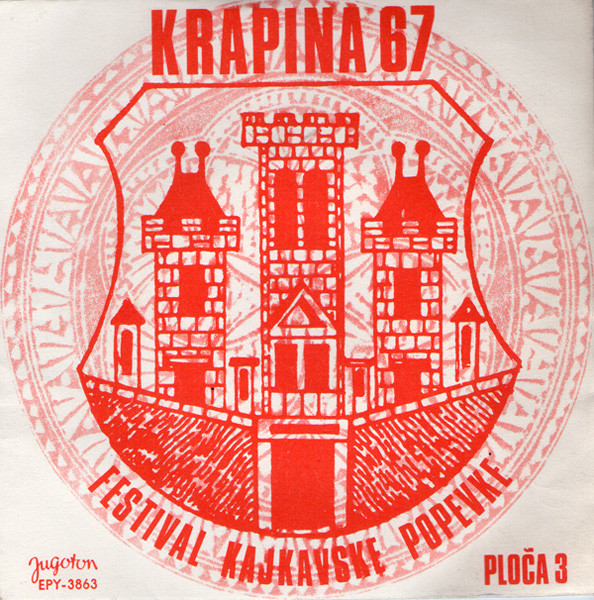 KRAPINA 67
FESTIVAL KAJKAVSKE POPEVKE
Jugoton
EPY-3863
PLOČA 3